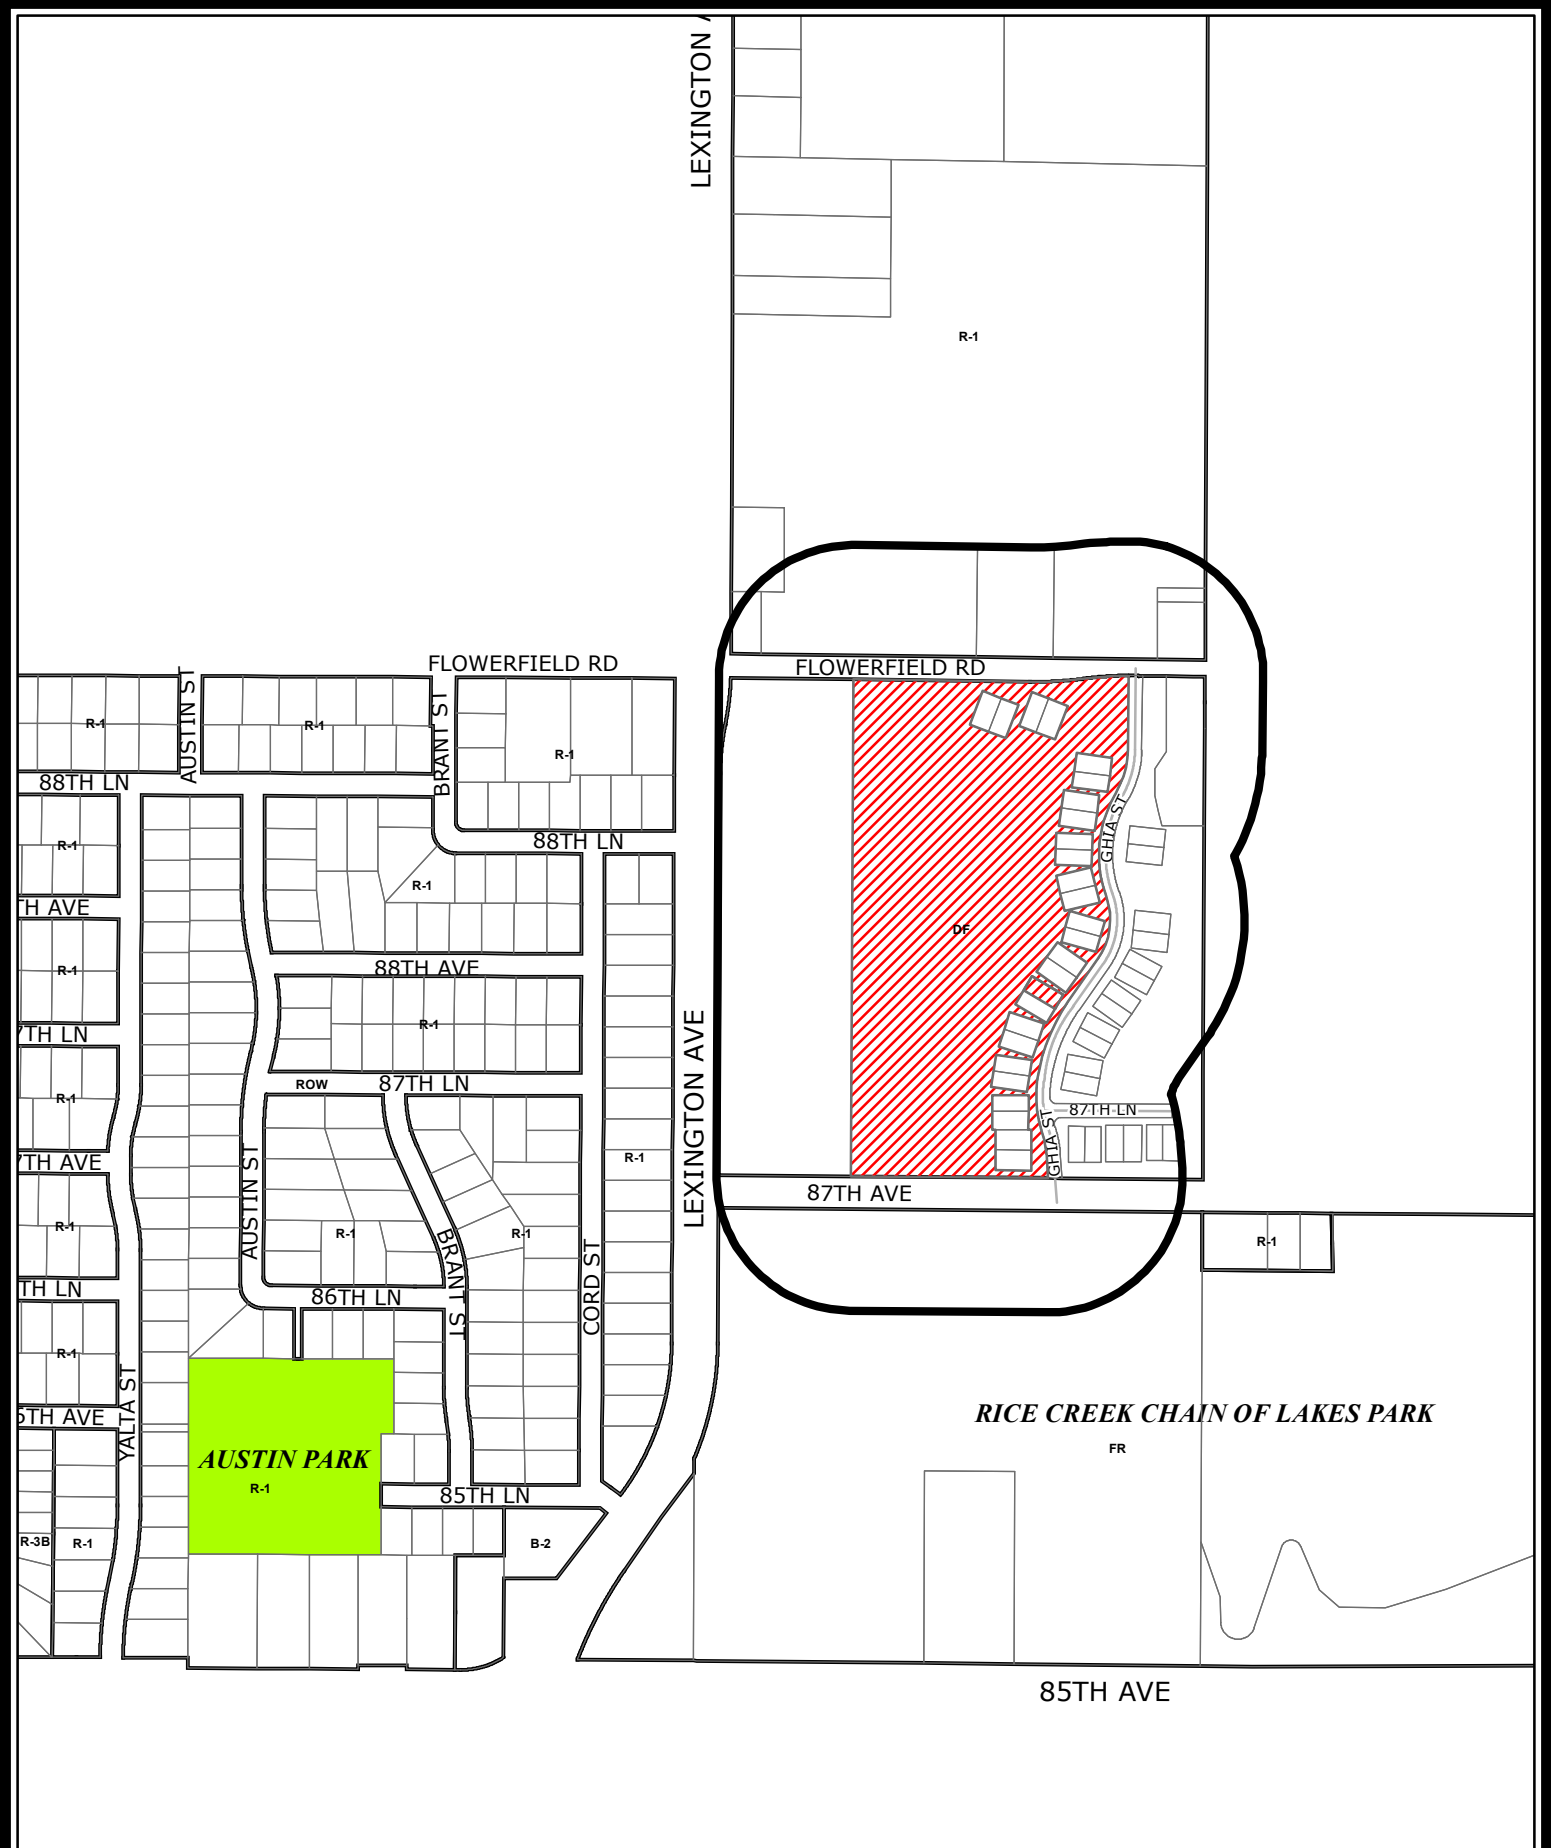 LEXINGTON
R-1
FLOWERFIELD RD
FLOWERFIELD RD
AUSTIN ST
BRANT ST
R-1
R-1
R-1
88TH LN
88TH LN
R-1
R-1
GHIA ST
TH AVE
DF
88TH AVE
R-1
R-1
7TH LN
LEXINGTON AVE
ROW
87TH LN
R-1
87TH LN
GHIA ST
7TH AVE
AUSTIN ST
R-1
87TH AVE
R-1
R-1
R-1
BRANT ST
R-1
CORD ST
TH LN
86TH LN
R-1
YALTA ST
TH AVE
RICE CREEK CHAIN OF LAKES PARK
FR
AUSTIN PARK
R-1
85TH LN
R-3B
R-1
B-2
85TH AVE